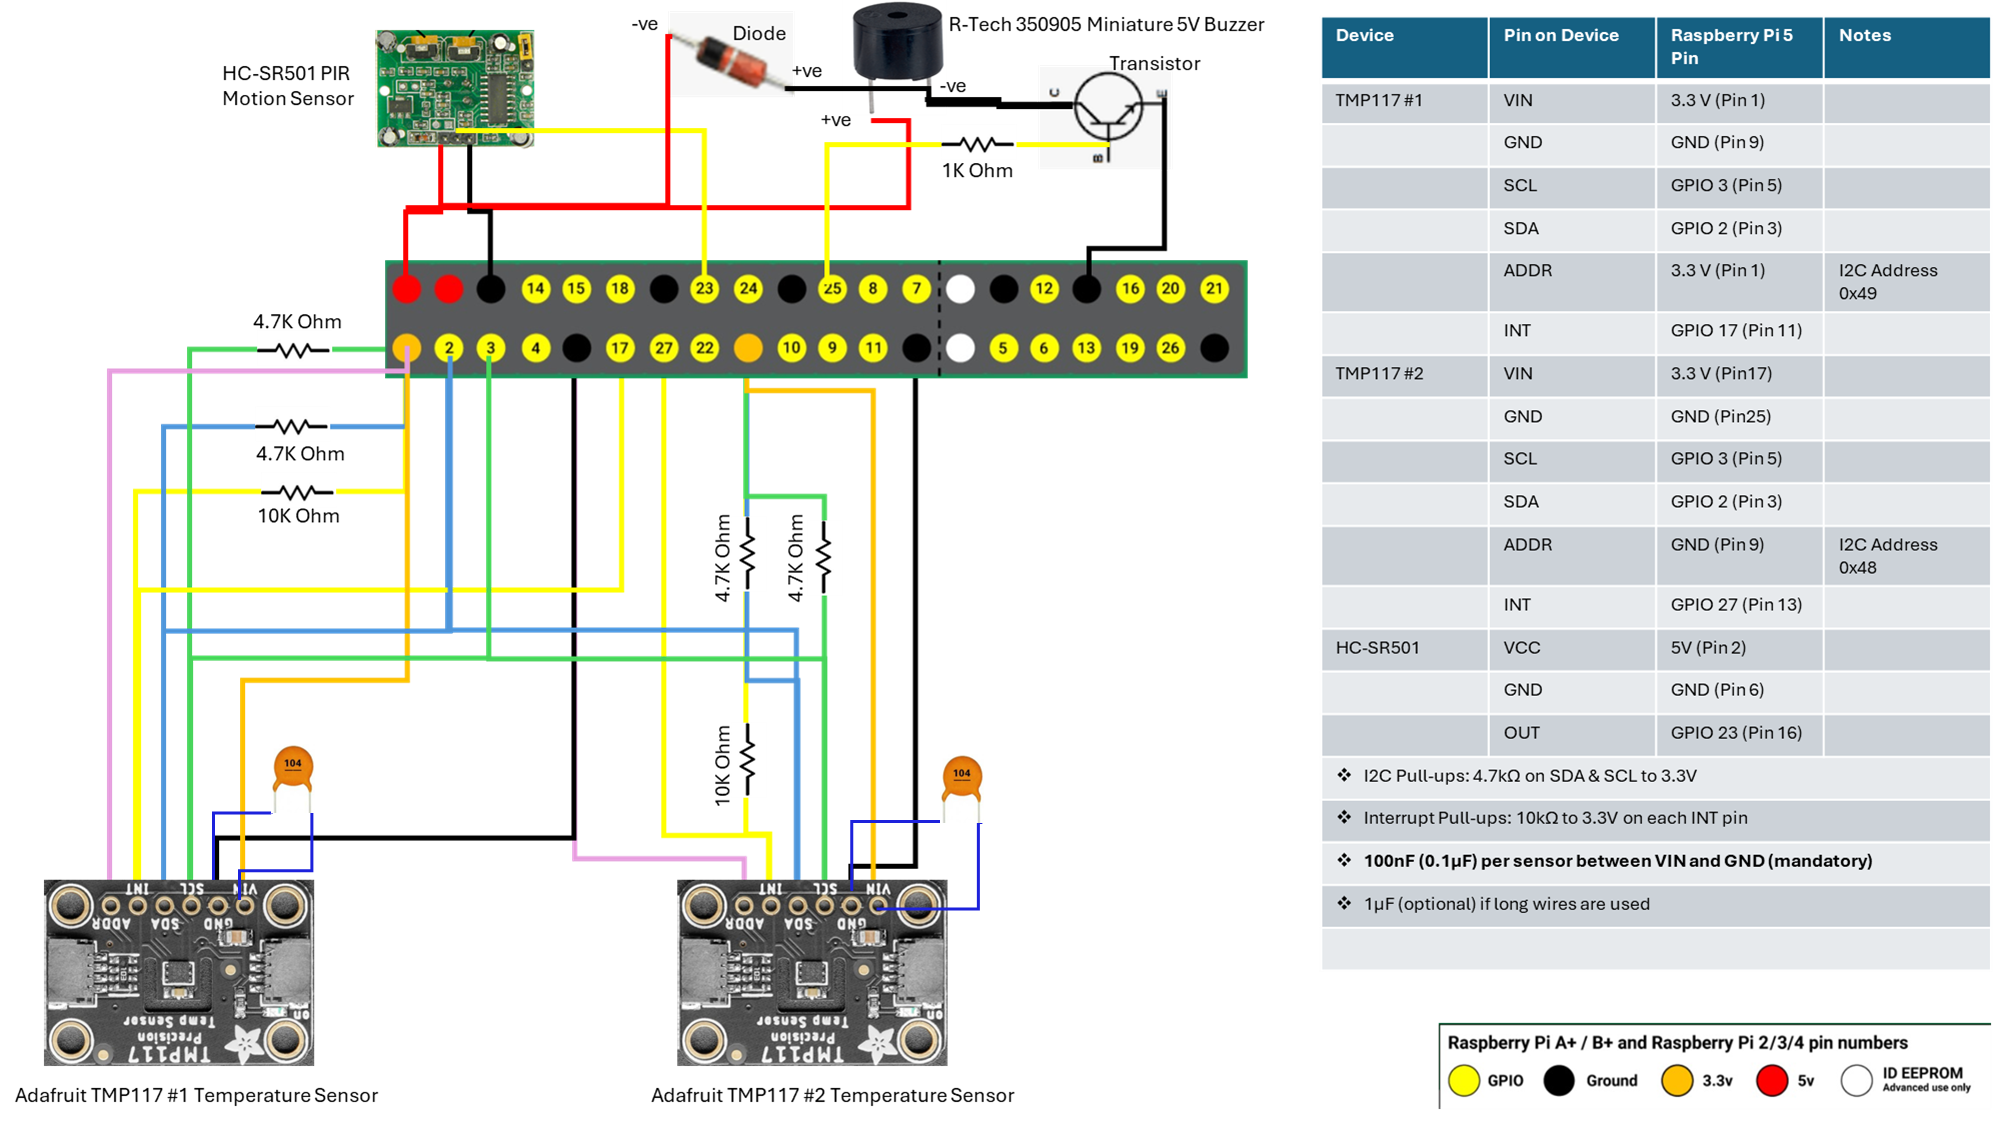 -ve
Diode
R-Tech 350905 Miniature 5V Buzzer
HC-SR501 PIR
Motion Sensor
+ve
-ve
Transistor
C
E
+ve
B
1K Ohm
14 15 18 23 24 25 8 7 12 16 20 21
2 3 4 17 27 22 10 9 11 5 6 13 19 26
4.7K Ohm
4.7K Ohm
10K Ohm
4.7K Ohm
4.7K Ohm
10K Ohm
104
104
INT SCL VIN
ADDR SDA GND
on
Temp Sensor
Precision
TMP117
INT SCL VIN
ADDR SDA GND
on
Temp Sensor
Precision
TMP117
Adafruit TMP117 #1 Temperature Sensor
Adafruit TMP117 #2 Temperature Sensor
Device Pin on Device Raspberry Pi 5 Pin Notes
TMP117 #1 VIN 3.3 V (Pin 1)
GND GND (Pin 9)
SCL GPIO 3 (Pin 5)
SDA GPIO 2 (Pin 3)
ADDR 3.3 V (Pin 1) I2C Address 0x49
INT GPIO 17 (Pin 11)
TMP117 #2 VIN 3.3 V (Pin17)
GND GND (Pin25)
SCL GPIO 3 (Pin 5)
SDA GPIO 2 (Pin 3)
ADDR GND (Pin 9) I2C Address 0x48
INT GPIO 27 (Pin 13)
HC-SR501 VCC 5V (Pin 2)
GND GND (Pin 6)
OUT GPIO 23 (Pin 16)
❖ I2C Pull-ups: 4.7kΩ on SDA & SCL to 3.3V
❖ Interrupt Pull-ups: 10kΩ to 3.3V on each INT pin
❖ 100nF (0.1µF) per sensor between VIN and GND (mandatory)
❖ 1µF (optional) if long wires are used
Raspberry Pi A+ / B+ and Raspberry Pi 2/3/4 pin numbers
GPIO Ground 3.3v 5v ID EEPROM
Advanced use only